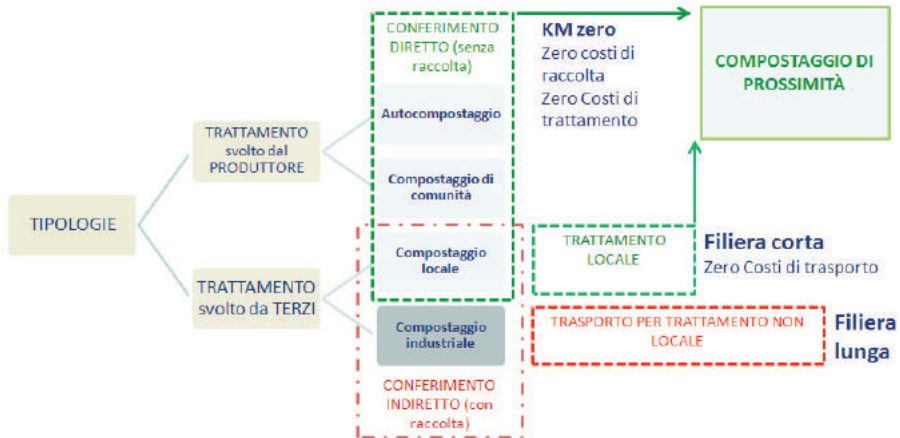 CONFERIMENTO
DIRETTO (senza
raccolta)
KM zero
Zero costi di
raccolta
Zero Costi di
trattamento
COMPOSTAGGIO DI
PROSSIMITÀ
Autocompostaggio
TRATTAMENTO
svolto dal
PRODUTTORE
Compostaggio di
comunità
TIPOLOGIE
Compostaggio
locale
TRATTAMENTO
LOCALE
Filiera corta
Zero Costi di trasporto
TRATTAMENTO
svolto da TERZI
Compostaggio
industriale
TRASPORTO PER TRATTAMENTO NON
LOCALE
Filiera
lunga
CONFERIMENTO
INDIRETTO (con
raccolta)